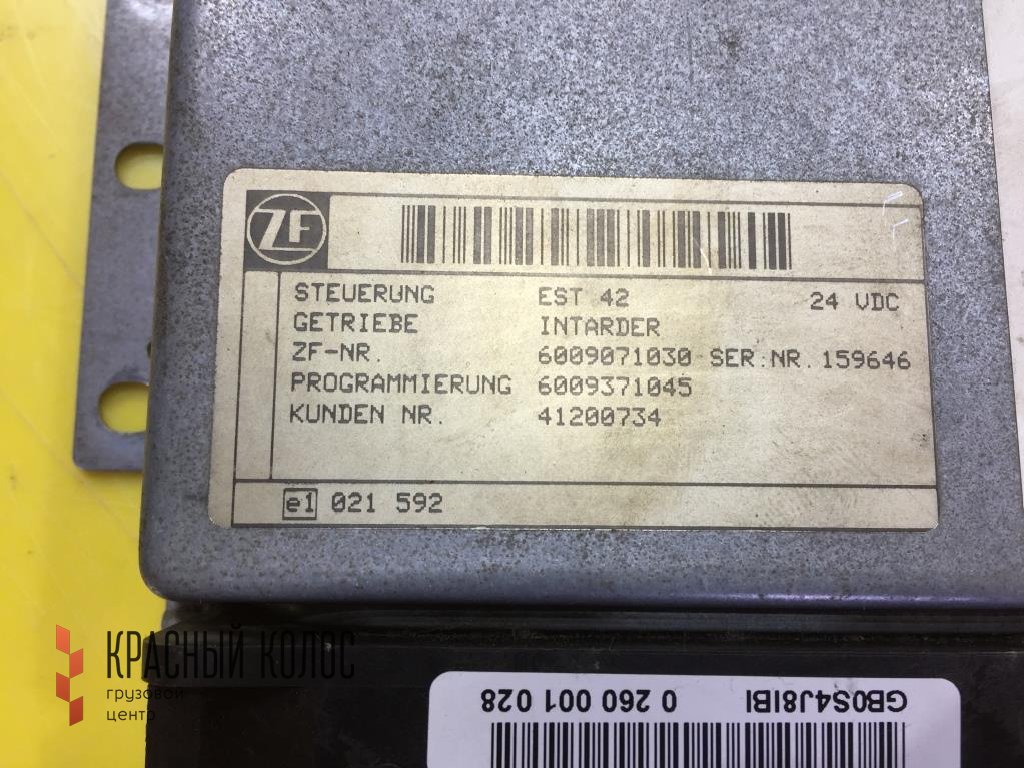 ZF
STEUERUNG EST 42 24 VDC
GETRIEBE INTARDER
ZF-NR. 6009071030 SER.NR. 159646
PROGRAMMIERUNG 6009371045
KUNDEN NR. 41200734
e1 021 592
КРАСНЫЙ КОЛОС
грузовой
центр
0 260 001 028 GB0S4J8IBI